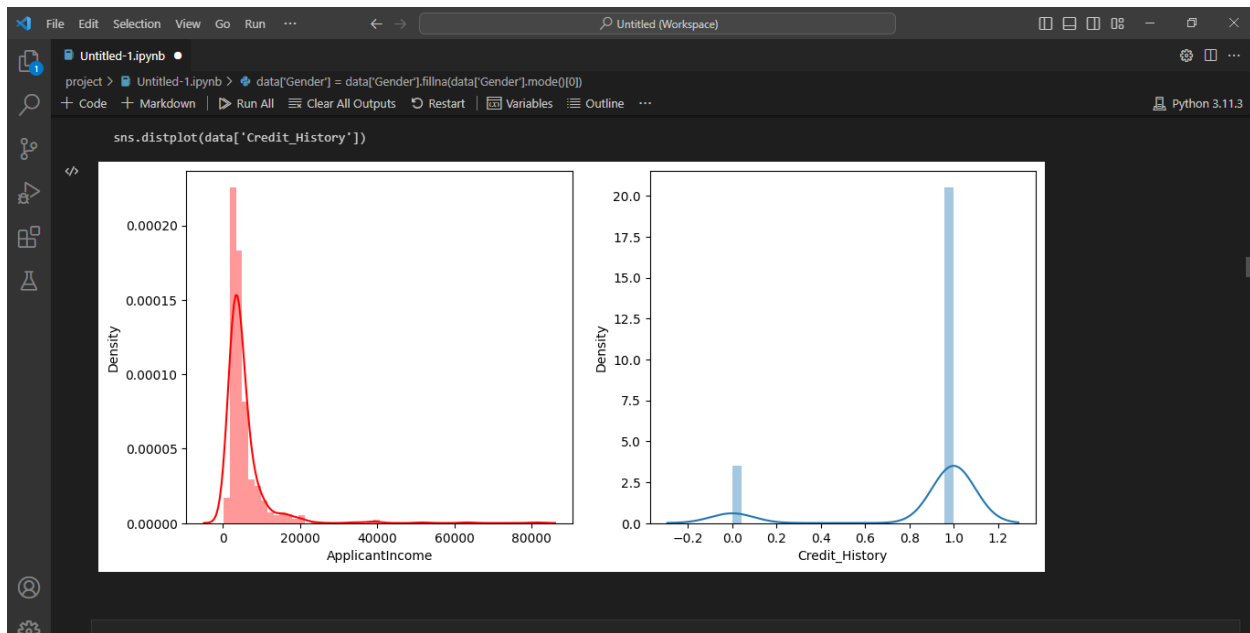 File Edit Selection View Go Run ··· Untitled (Workspace)
Untitled-1.ipynb
1
project > Untitled-1.ipynb > data['Gender'] = data['Gender'].fillna(data['Gender'].mode()[0])
+ Code + Markdown | Run All Clear All Outputs Restart | Variables Outline ··· Python 3.11.3
sns.distplot(data['Credit_History'])
0.00020
0.00015
0.00010
0.00005
0.00000
Density
0 20000 40000 60000 80000
ApplicantIncome
20.0
17.5
15.0
12.5
10.0
7.5
5.0
2.5
0.0
Density
−0.2 0.0 0.2 0.4 0.6 0.8 1.0 1.2
Credit_History